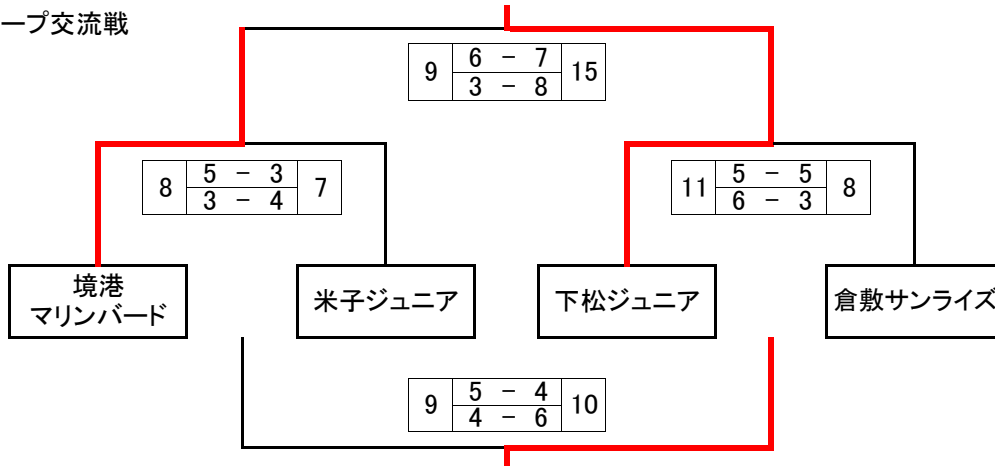 ープ交流戦
9 6 - 7 15
3 - 8
8 5 - 3 7
3 - 4
11 5 - 5 8
6 - 3
境港
マリンバード
米子ジュニア
下松ジュニア
倉敷サンライズ
9 5 - 4 10
4 - 6